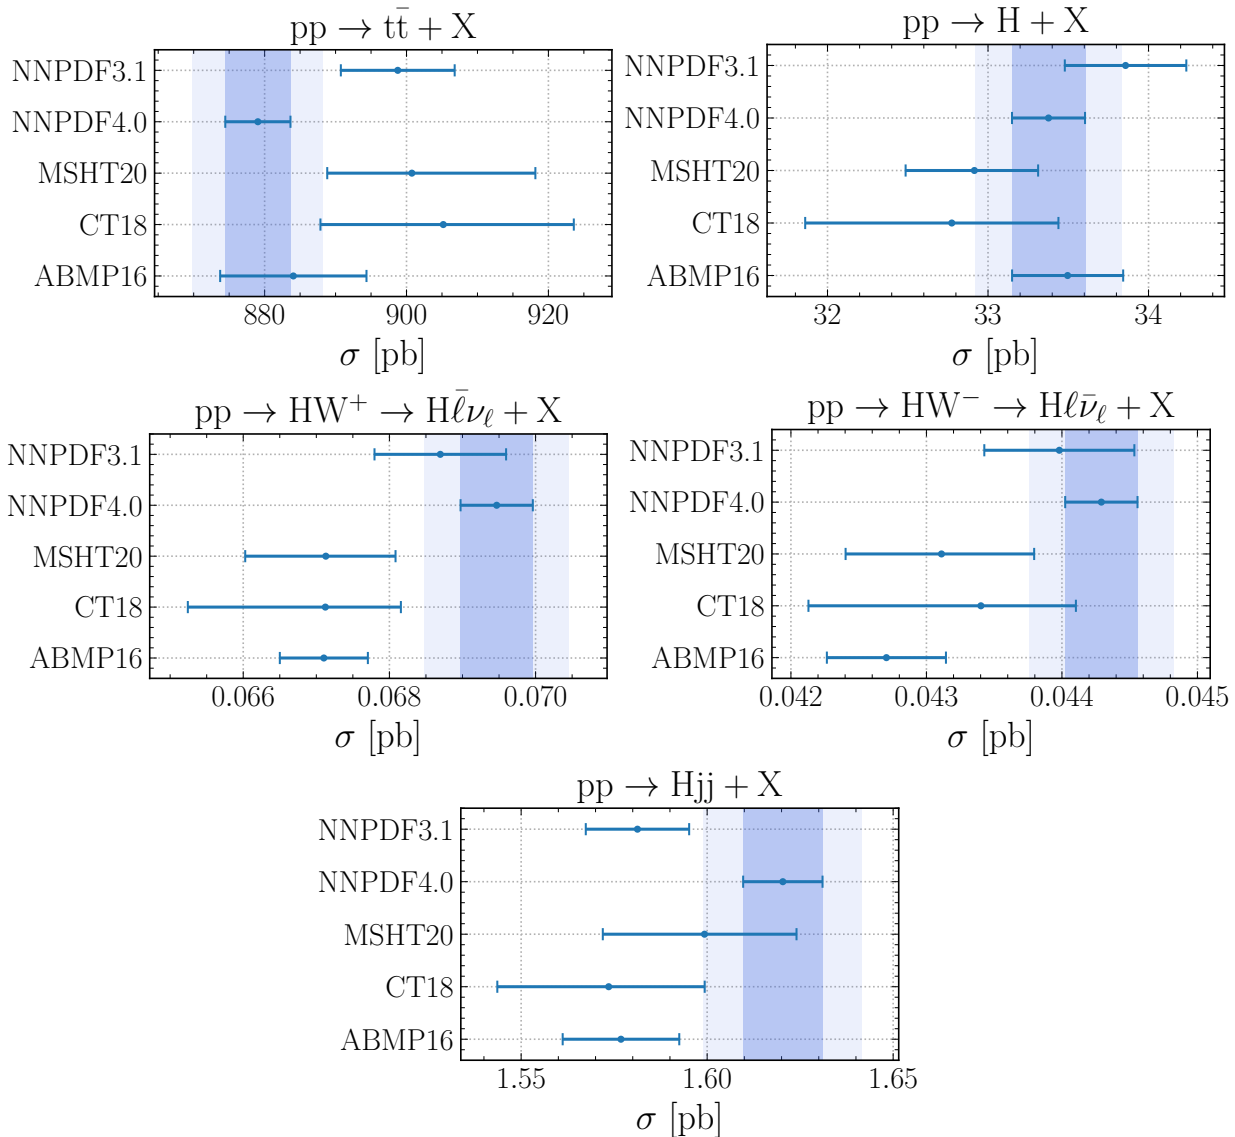 pp → tt̄ + X
NNPDF3.1
NNPDF4.0
MSHT20
CT18
ABMP16
880 900 920
σ [pb]
pp → H + X
NNPDF3.1
NNPDF4.0
MSHT20
CT18
ABMP16
32 33 34
σ [pb]
pp → HW⁺ → Hℓ̄νℓ + X
NNPDF3.1
NNPDF4.0
MSHT20
CT18
ABMP16
0.066 0.068 0.070
σ [pb]
pp → HW⁻ → Hℓν̄ℓ + X
NNPDF3.1
NNPDF4.0
MSHT20
CT18
ABMP16
0.042 0.043 0.044 0.045
σ [pb]
pp → Hjj + X
NNPDF3.1
NNPDF4.0
MSHT20
CT18
ABMP16
1.55 1.60 1.65
σ [pb]